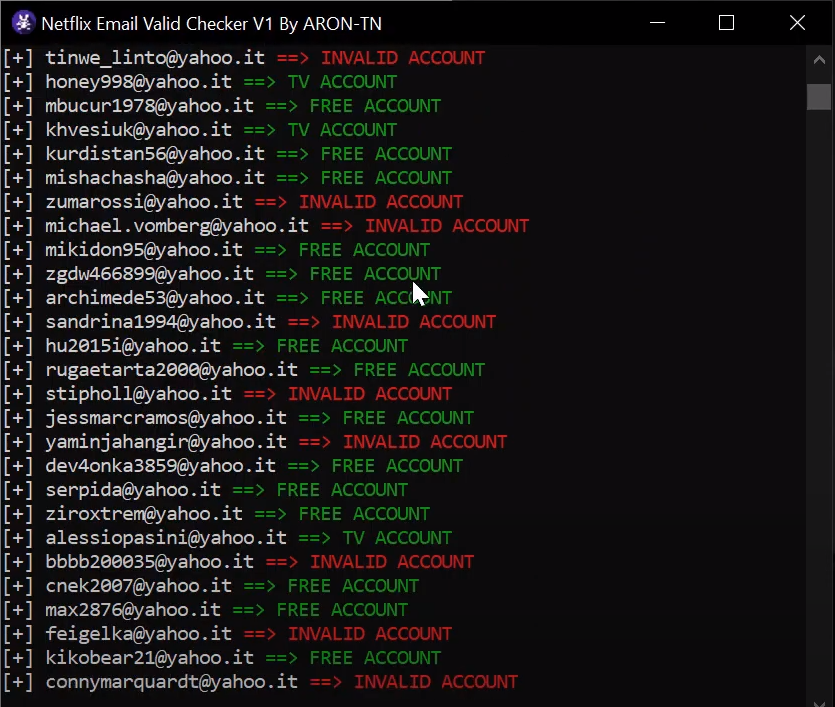 Netflix Email Valid Checker V1 By ARON-TN
[+] tinwe_linto@yahoo.it ==> INVALID ACCOUNT
[+] honey998@yahoo.it ==> TV ACCOUNT
[+] mbucur1978@yahoo.it ==> FREE ACCOUNT
[+] khvesiuk@yahoo.it ==> TV ACCOUNT
[+] kurdistan56@yahoo.it ==> FREE ACCOUNT
[+] mishachasha@yahoo.it ==> FREE ACCOUNT
[+] zumarossi@yahoo.it ==> INVALID ACCOUNT
[+] michael.vomberg@yahoo.it ==> INVALID ACCOUNT
[+] mikidon95@yahoo.it ==> FREE ACCOUNT
[+] zgdw466899@yahoo.it ==> FREE ACCOUNT
[+] archimede53@yahoo.it ==> FREE ACCOUNT
[+] sandrina1994@yahoo.it ==> INVALID ACCOUNT
[+] hu2015i@yahoo.it ==> FREE ACCOUNT
[+] rugaetarta2000@yahoo.it ==> FREE ACCOUNT
[+] stipholl@yahoo.it ==> INVALID ACCOUNT
[+] jessmarcramos@yahoo.it ==> FREE ACCOUNT
[+] yaminjahangir@yahoo.it ==> INVALID ACCOUNT
[+] dev4onka3859@yahoo.it ==> FREE ACCOUNT
[+] serpida@yahoo.it ==> FREE ACCOUNT
[+] ziroxtrem@yahoo.it ==> FREE ACCOUNT
[+] alessiopasini@yahoo.it ==> TV ACCOUNT
[+] bbbb200035@yahoo.it ==> INVALID ACCOUNT
[+] cnek2007@yahoo.it ==> FREE ACCOUNT
[+] max2876@yahoo.it ==> FREE ACCOUNT
[+] feigelka@yahoo.it ==> INVALID ACCOUNT
[+] kikobear21@yahoo.it ==> FREE ACCOUNT
[+] connymarquardt@yahoo.it ==> INVALID ACCOUNT